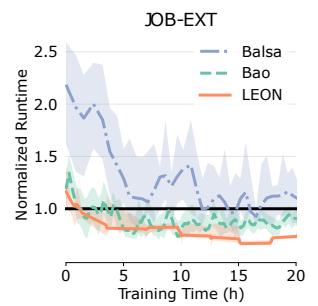 JOB-EXT
Normalized Runtime
2.5
2.0
1.5
1.0
Balsa
Bao
LEON
0 5 10 15 20
Training Time (h)